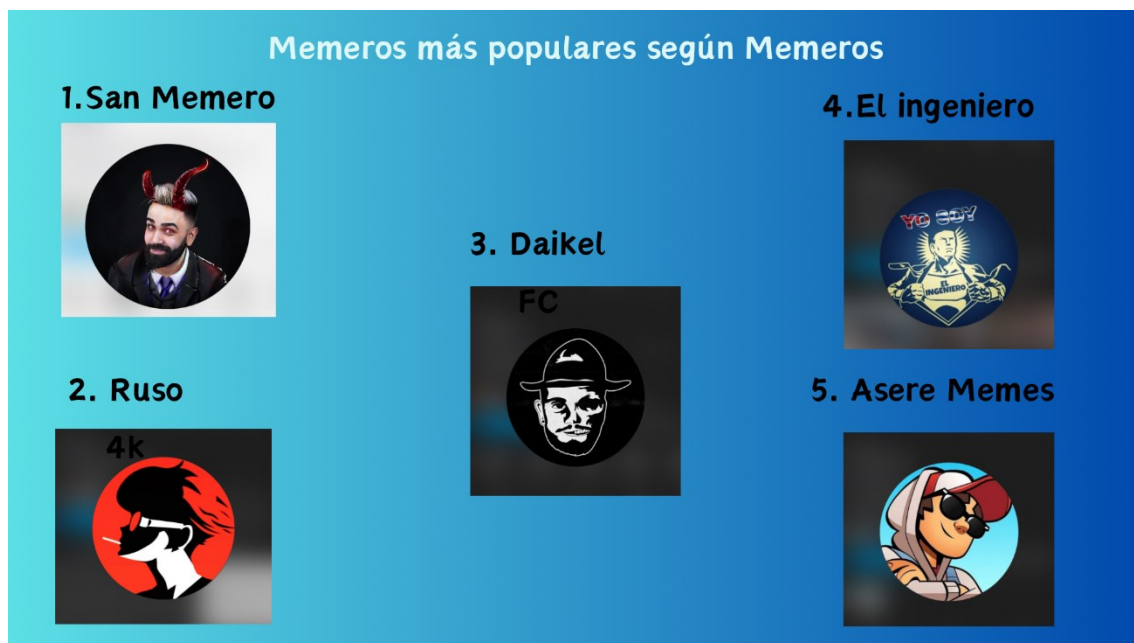 Memeros más populares según Memeros
1.San Memero
2. Ruso
4k
3. Daikel
FC
4.El ingeniero
YO SOY
EL
INGENIERO
5. Asere Memes